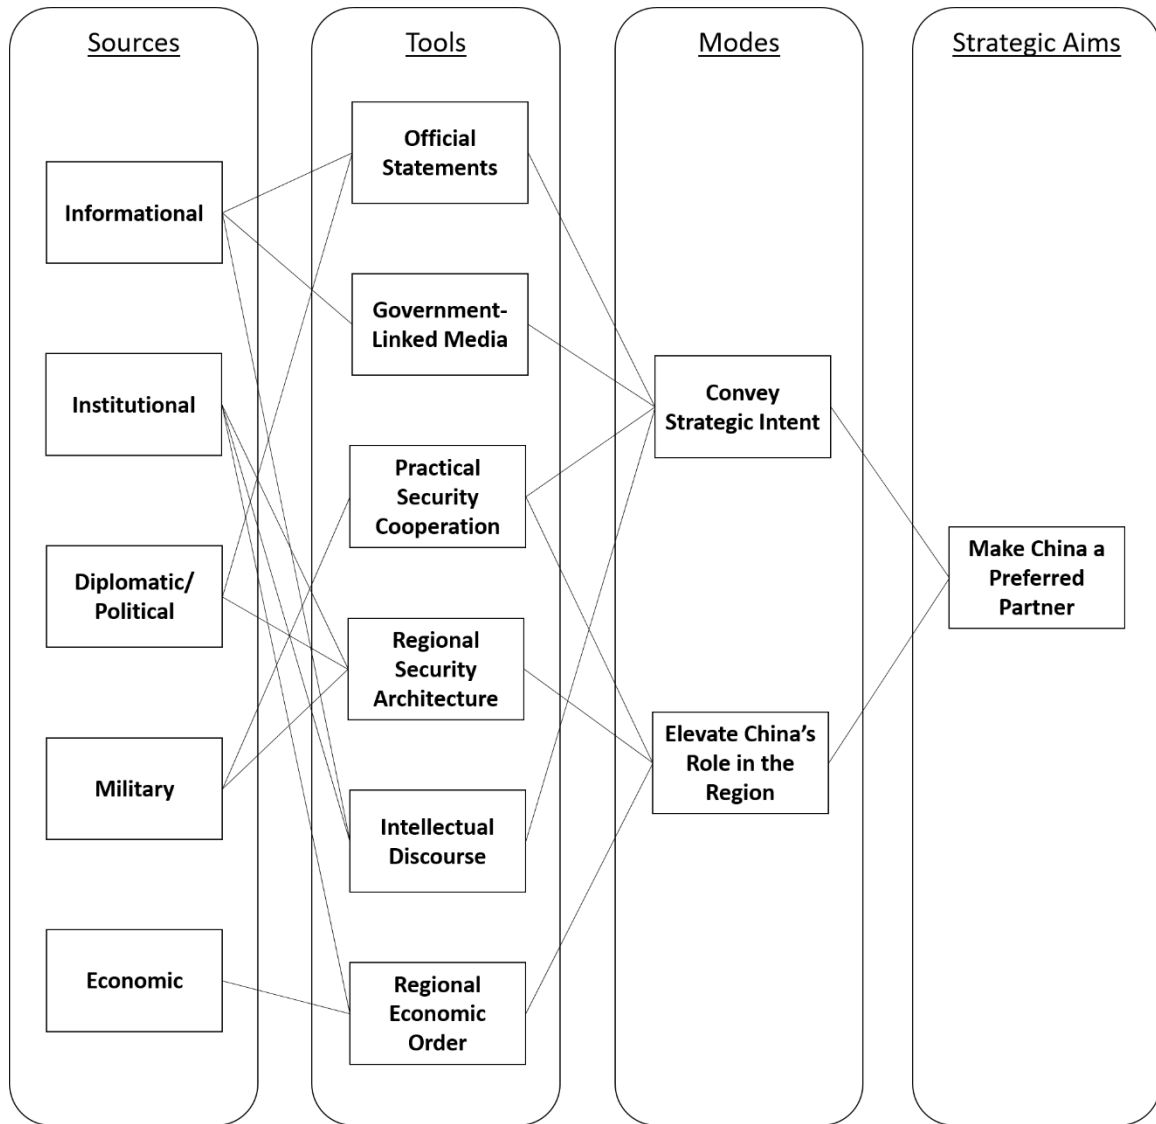 Sources
Informational
Institutional
Diplomatic/
Political
Military
Economic
Tools
Official
Statements
Government-
Linked Media
Practical
Security
Cooperation
Regional
Security
Architecture
Intellectual
Discourse
Regional
Economic
Order
Modes
Convey
Strategic Intent
Elevate China’s
Role in the
Region
Strategic Aims
Make China a
Preferred
Partner